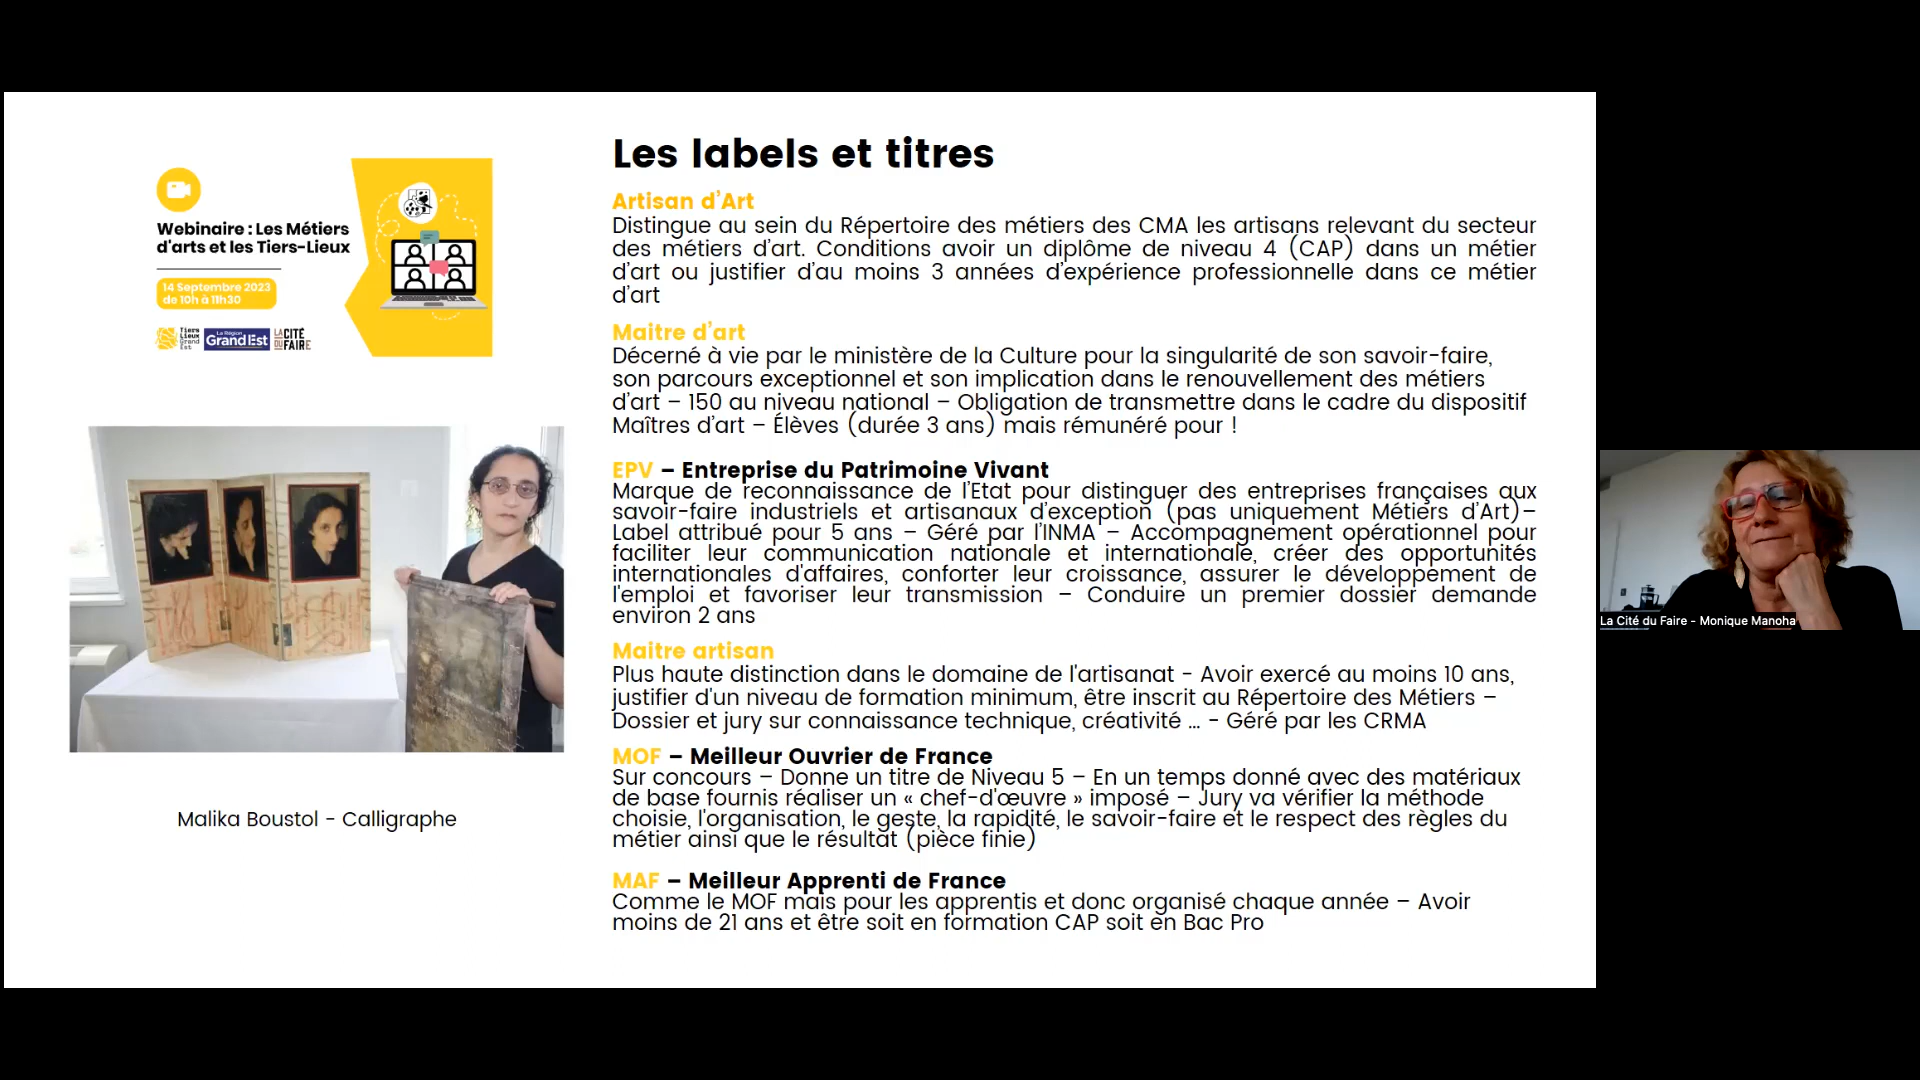 Webinaire : Les Métiers
d'arts et les Tiers-Lieux
14 Septembre 2023
de 10h à 11h30
Tiers
Lieux
Grand
Est
La Région
Grand Est
LA CITÉ
DU FAIRE
Malika Boustol - Calligraphe
Les labels et titres
Artisan d’Art
Distingue au sein du Répertoire des métiers des CMA les artisans relevant du secteur
des métiers d’art. Conditions avoir un diplôme de niveau 4 (CAP) dans un métier
d’art ou justifier d’au moins 3 années d’expérience professionnelle dans ce métier
d’art
Maitre d’art
Décerné à vie par le ministère de la Culture pour la singularité de son savoir-faire,
son parcours exceptionnel et son implication dans le renouvellement des métiers
d’art – 150 au niveau national – Obligation de transmettre dans le cadre du dispositif
Maîtres d’art – Élèves (durée 3 ans) mais rémunéré pour !
EPV – Entreprise du Patrimoine Vivant
Marque de reconnaissance de l’Etat pour distinguer des entreprises françaises aux
savoir-faire industriels et artisanaux d’exception (pas uniquement Métiers d’Art)–
Label attribué pour 5 ans – Géré par l’INMA – Accompagnement opérationnel pour
faciliter leur communication nationale et internationale, créer des opportunités
internationales d'affaires, conforter leur croissance, assurer le développement de
l'emploi et favoriser leur transmission – Conduire un premier dossier demande
environ 2 ans
Maitre artisan
Plus haute distinction dans le domaine de l'artisanat - Avoir exercé au moins 10 ans,
justifier d'un niveau de formation minimum, être inscrit au Répertoire des Métiers –
Dossier et jury sur connaissance technique, créativité ... - Géré par les CRMA
MOF – Meilleur Ouvrier de France
Sur concours – Donne un titre de Niveau 5 – En un temps donné avec des matériaux
de base fournis réaliser un « chef-d'œuvre » imposé – Jury va vérifier la méthode
choisie, l'organisation, le geste, la rapidité, le savoir-faire et le respect des règles du
métier ainsi que le résultat (pièce finie)
MAF – Meilleur Apprenti de France
Comme le MOF mais pour les apprentis et donc organisé chaque année – Avoir
moins de 21 ans et être soit en formation CAP soit en Bac Pro
La Cité du Faire - Monique Manoha